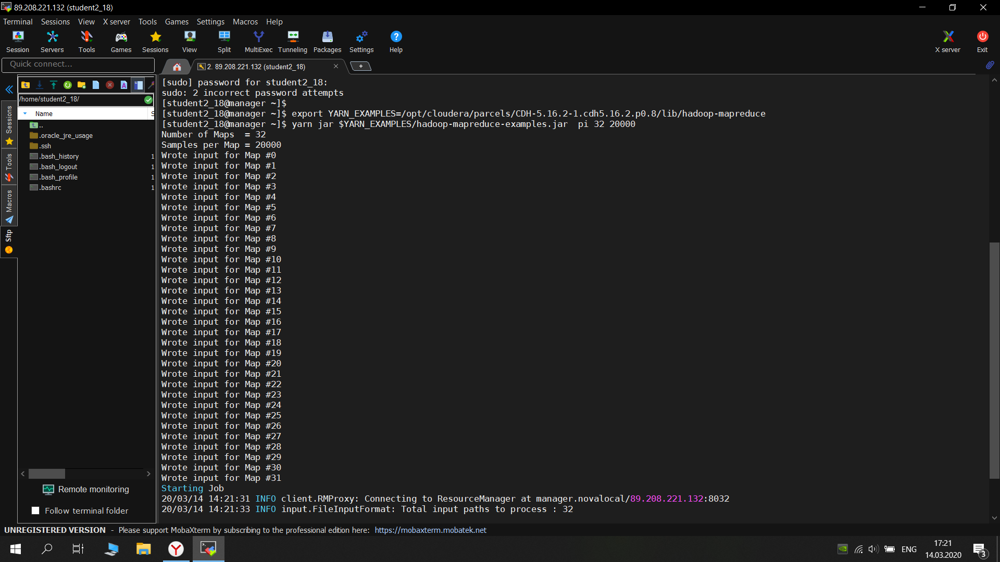 89.208.221.132 (student2_18)
Terminal Sessions View X server Tools Games Settings Macros Help
Session Servers Tools Games Sessions View Split MultiExec Tunneling Packages Settings Help X server Exit
Quick connect...
2. 89.208.221.132 (student2_18)
/home/student2_18/
Name S
..
.oracle_jre_usage
.ssh
.bash_history 1
.bash_logout 1
.bash_profile 1
.bashrc 1
Sessions
Tools
Macros
Sftp
Remote monitoring
Follow terminal folder
[sudo] password for student2_18:
sudo: 2 incorrect password attempts
[student2_18@manager ~]$
[student2_18@manager ~]$ export YARN_EXAMPLES=/opt/cloudera/parcels/CDH-5.16.2-1.cdh5.16.2.p0.8/lib/hadoop-mapreduce
[student2_18@manager ~]$ yarn jar $YARN_EXAMPLES/hadoop-mapreduce-examples.jar  pi 32 20000
Number of Maps  = 32
Samples per Map = 20000
Wrote input for Map #0
Wrote input for Map #1
Wrote input for Map #2
Wrote input for Map #3
Wrote input for Map #4
Wrote input for Map #5
Wrote input for Map #6
Wrote input for Map #7
Wrote input for Map #8
Wrote input for Map #9
Wrote input for Map #10
Wrote input for Map #11
Wrote input for Map #12
Wrote input for Map #13
Wrote input for Map #14
Wrote input for Map #15
Wrote input for Map #16
Wrote input for Map #17
Wrote input for Map #18
Wrote input for Map #19
Wrote input for Map #20
Wrote input for Map #21
Wrote input for Map #22
Wrote input for Map #23
Wrote input for Map #24
Wrote input for Map #25
Wrote input for Map #26
Wrote input for Map #27
Wrote input for Map #28
Wrote input for Map #29
Wrote input for Map #30
Wrote input for Map #31
Starting Job
20/03/14 14:21:31 INFO client.RMProxy: Connecting to ResourceManager at manager.novalocal/89.208.221.132:8032
20/03/14 14:21:33 INFO input.FileInputFormat: Total input paths to process : 32
UNREGISTERED VERSION - Please support MobaXterm by subscribing to the professional edition here: https://mobaxterm.mobatek.net
ENG
17:21
14.03.2020
3